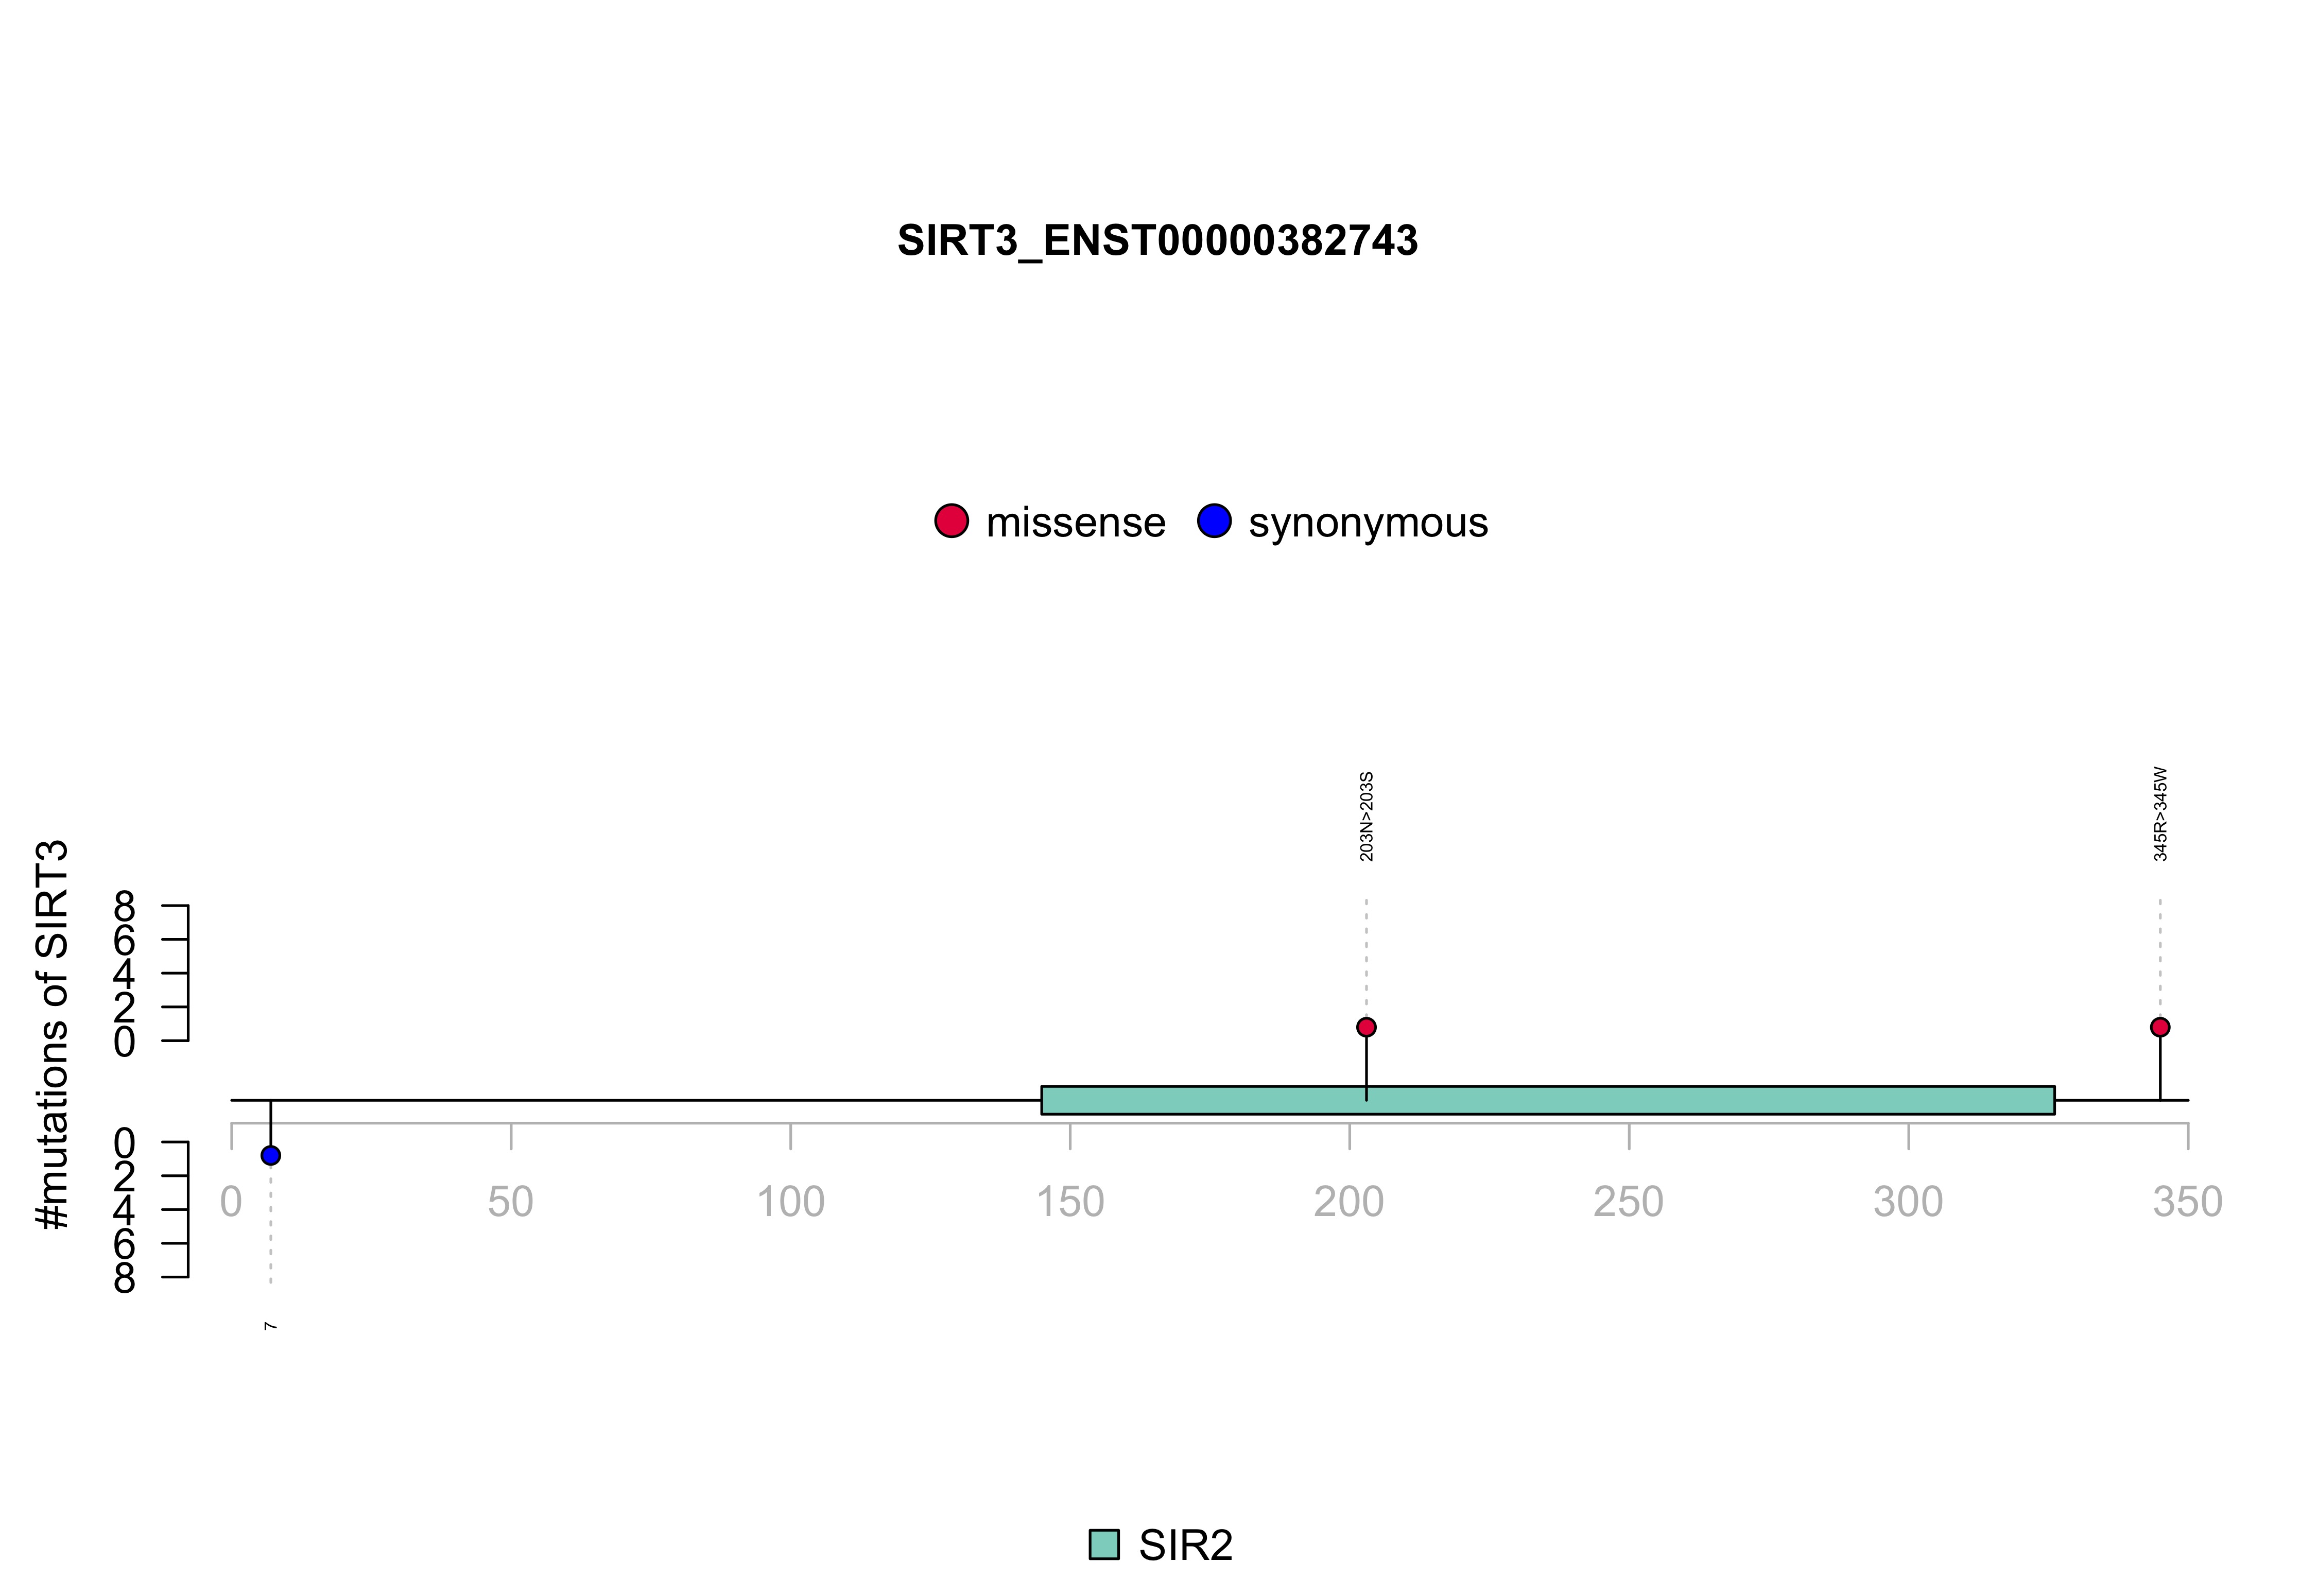 SIRT3_ENST00000382743
missense synonymous
203N>203S
345R>345W
#mutations of SIRT3
8
6
4
2
0
0
2
4
6
8
0 50 100 150 200 250 300 350
7
SIR2